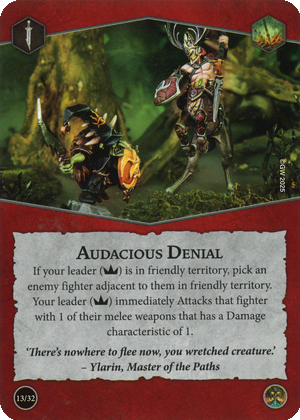 ©GW 2025
AUDACIOUS DENIAL
If your leader () is in friendly territory, pick an
enemy fighter adjacent to them in friendly territory.
Your leader () immediately Attacks that fighter
with 1 of their melee weapons that has a Damage
characteristic of 1.
‘There's nowhere to flee now, you wretched creature.’
– Ylarin, Master of the Paths
13/32